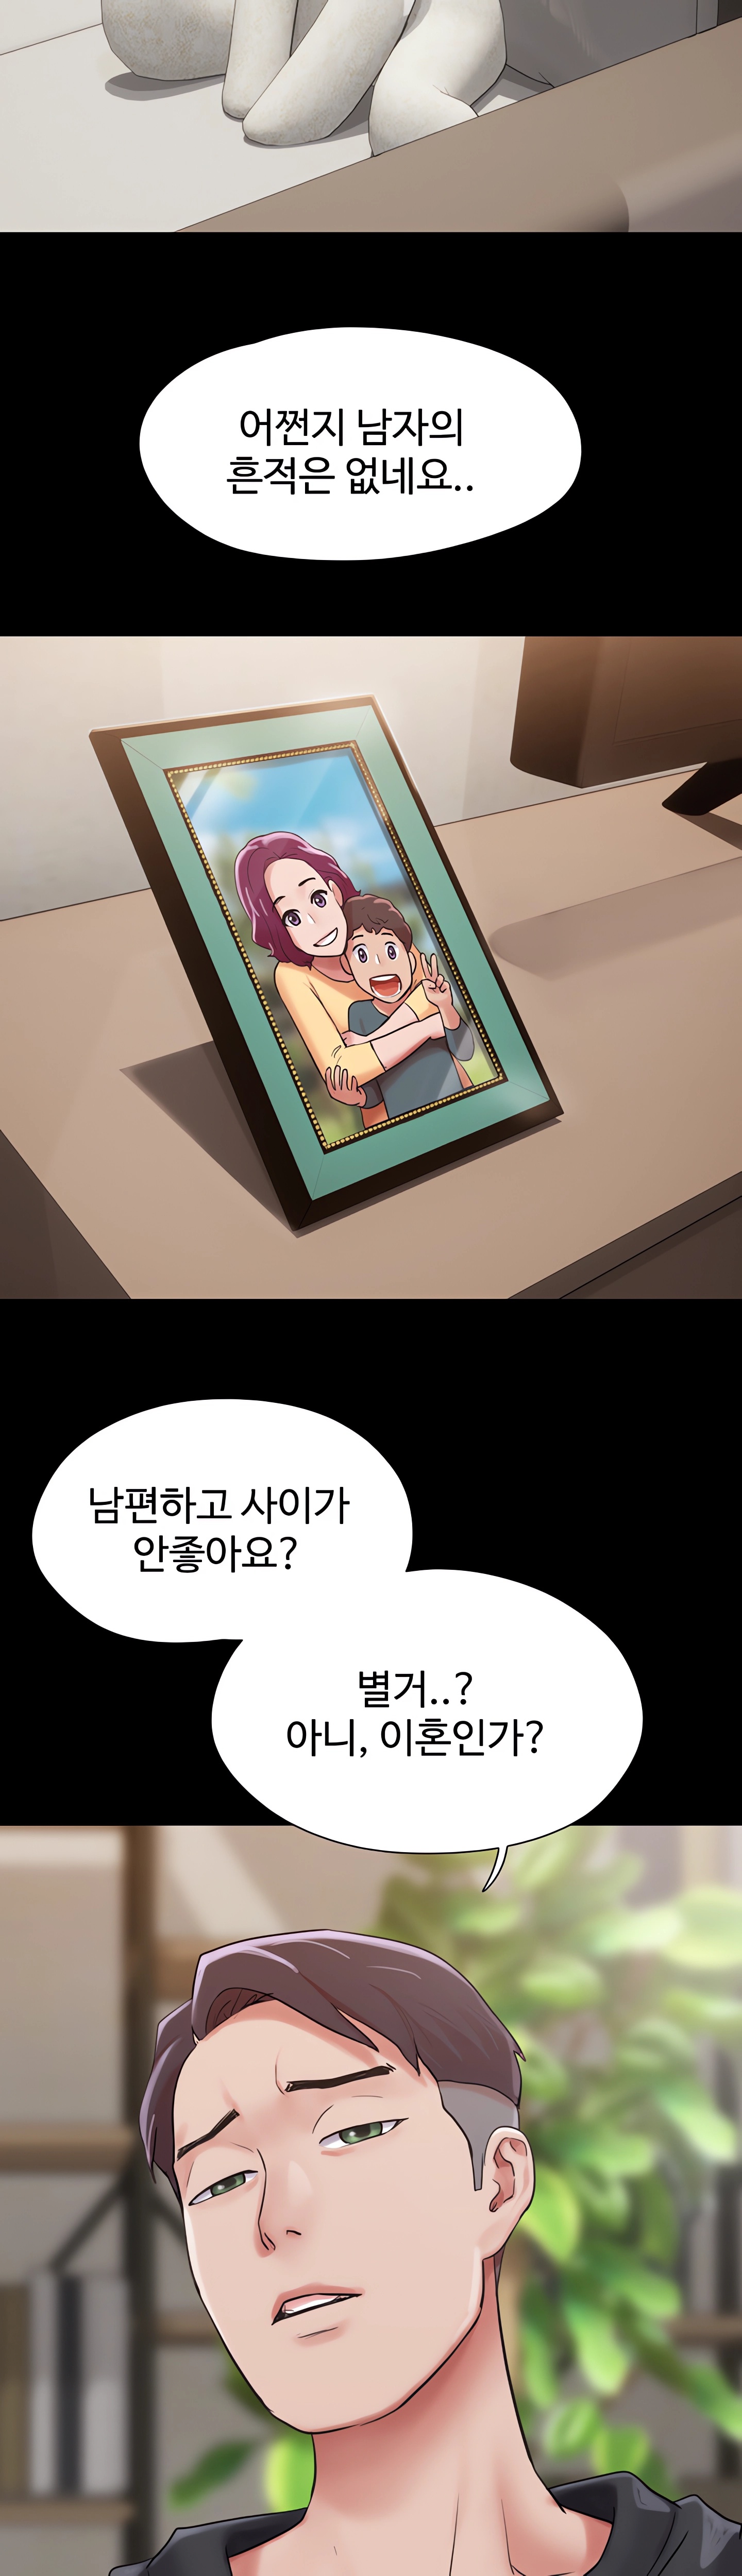 어쩐지 남자의
흔적은 없네요..
남편하고 사이가
안좋아요?
별거..?
아니, 이혼인가?